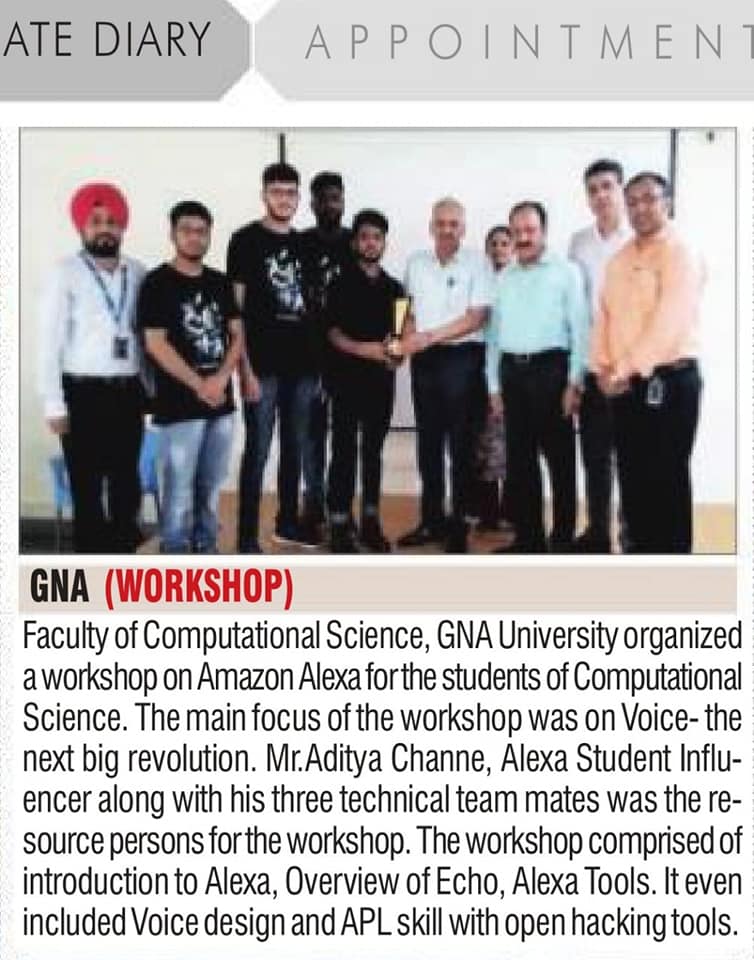 ATE DIARY
APPOINTMENT
GNA (WORKSHOP)
Faculty of Computational Science, GNA University organized
a workshop on Amazon Alexa for the students of Computational
Science. The main focus of the workshop was on Voice- the
next big revolution. Mr.Aditya Channe, Alexa Student Influ-
encer along with his three technical team mates was the re-
source persons for the workshop. The workshop comprised of
introduction to Alexa, Overview of Echo, Alexa Tools. It even
included Voice design and APL skill with open hacking tools.